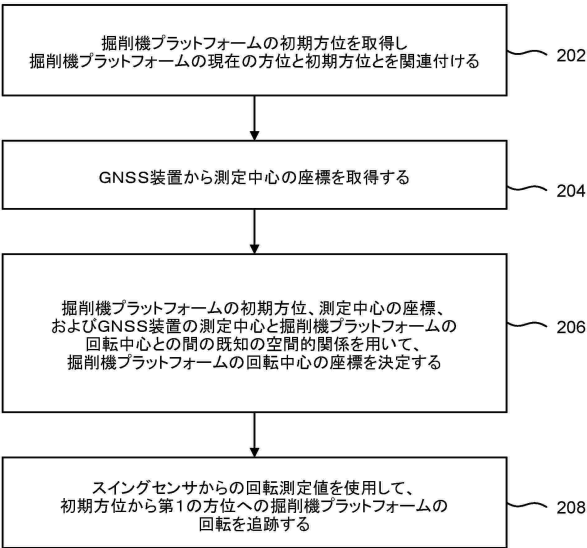 掘削機プラットフォームの初期方位を取得し
掘削機プラットフォームの現在の方位と初期方位とを関連付ける
202
GNSS装置から測定中心の座標を取得する
204
掘削機プラットフォームの初期方位、測定中心の座標、
およびGNSS装置の測定中心と掘削機プラットフォームの
回転中心との間の既知の空間的関係を用いて、
掘削機プラットフォームの回転中心の座標を決定する
206
スイングセンサからの回転測定値を使用して、
初期方位から第1の方位への掘削機プラットフォームの
回転を追跡する
208